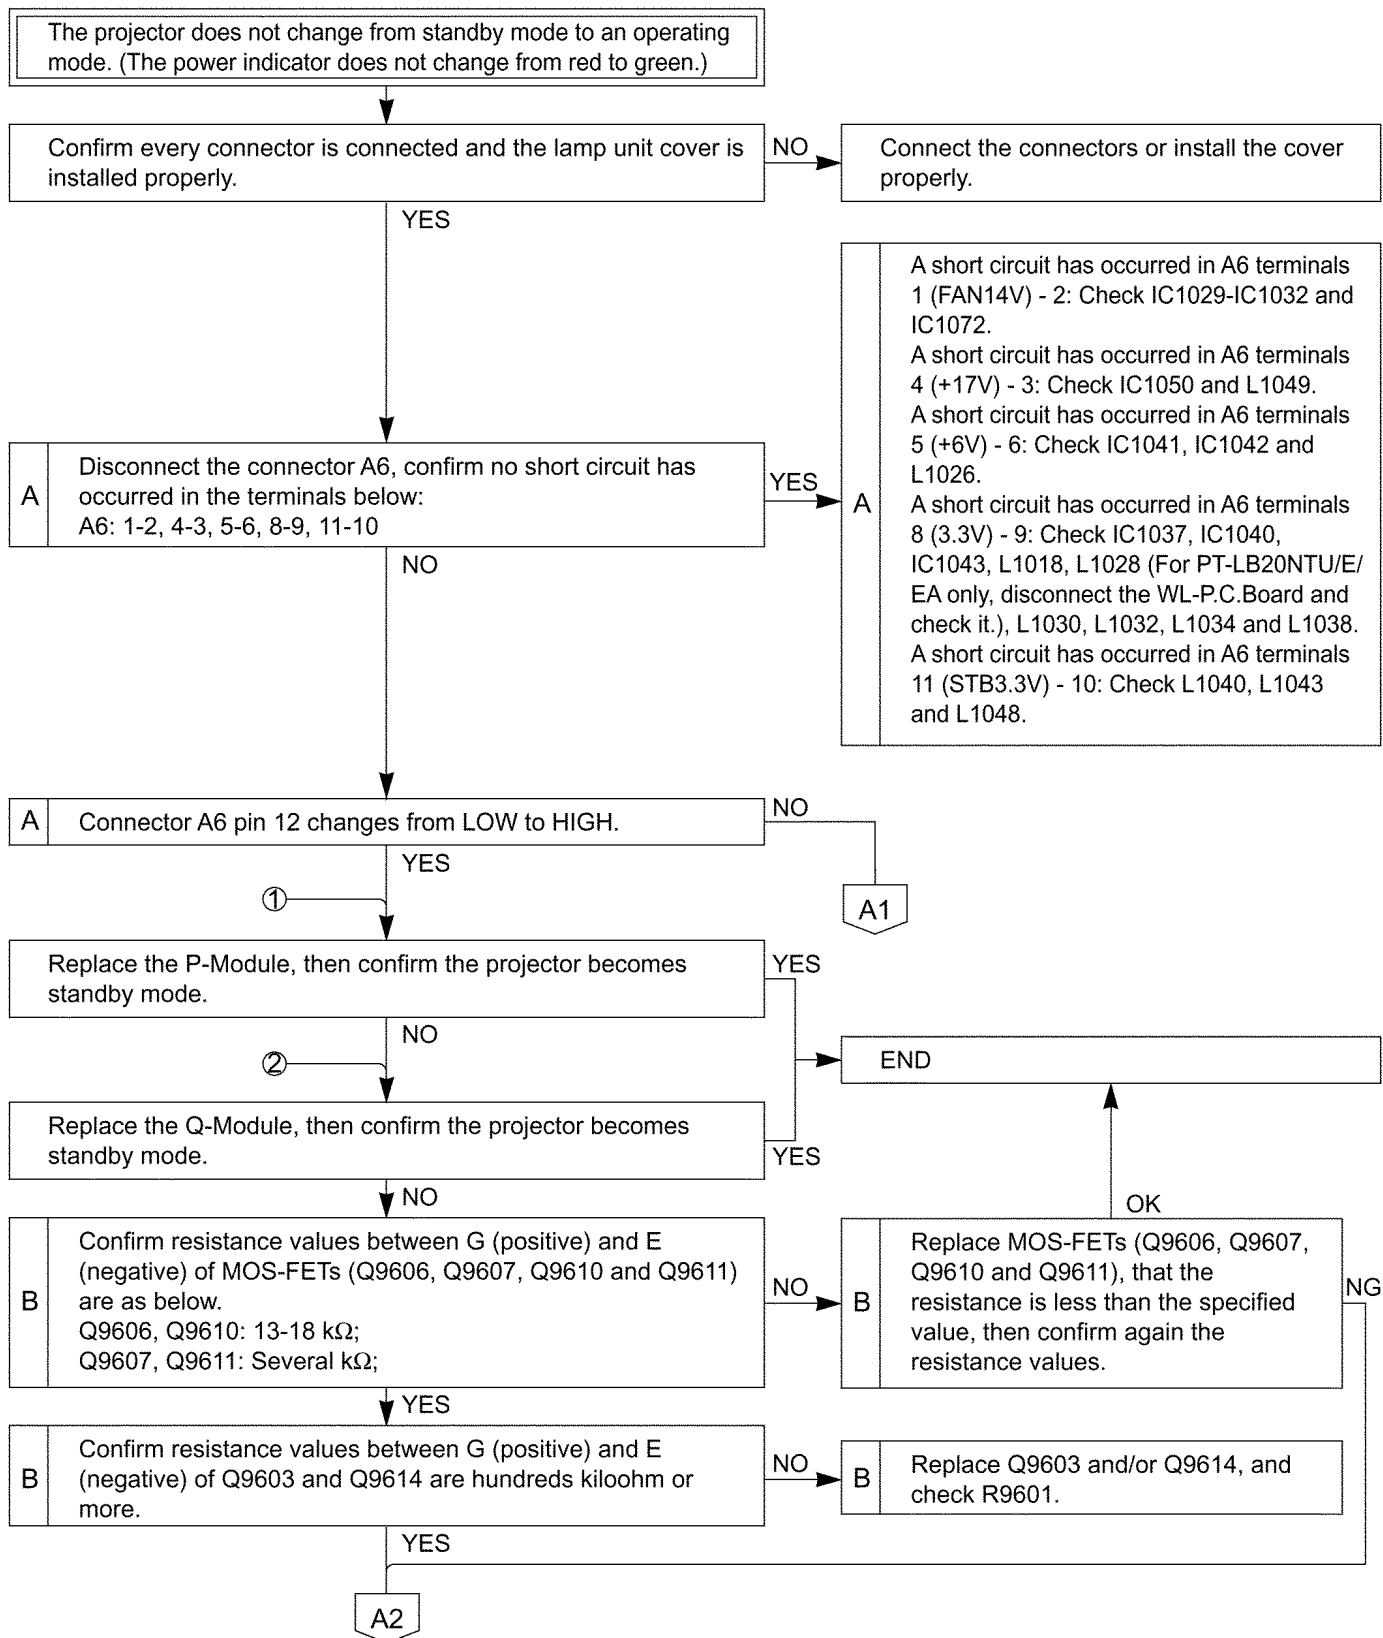 The projector does not change from standby mode to an operating
mode. (The power indicator does not change from red to green.)
Confirm every connector is connected and the lamp unit cover is
installed properly.
NO
Connect the connectors or install the cover
properly.
YES
A
Disconnect the connector A6, confirm no short circuit has
occurred in the terminals below:
A6: 1-2, 4-3, 5-6, 8-9, 11-10
YES
A
A short circuit has occurred in A6 terminals
1 (FAN14V) - 2: Check IC1029-IC1032 and
IC1072.
A short circuit has occurred in A6 terminals
4 (+17V) - 3: Check IC1050 and L1049.
A short circuit has occurred in A6 terminals
5 (+6V) - 6: Check IC1041, IC1042 and
L1026.
A short circuit has occurred in A6 terminals
8 (3.3V) - 9: Check IC1037, IC1040,
IC1043, L1018, L1028 (For PT-LB20NTU/E/
EA only, disconnect the WL-P.C.Board and
check it.), L1030, L1032, L1034 and L1038.
A short circuit has occurred in A6 terminals
11 (STB3.3V) - 10: Check L1040, L1043
and L1048.
NO
A
Connector A6 pin 12 changes from LOW to HIGH.
NO
A1
YES
①
Replace the P-Module, then confirm the projector becomes
standby mode.
YES
NO
②
END
Replace the Q-Module, then confirm the projector becomes
standby mode.
YES
NO
B
Confirm resistance values between G (positive) and E
(negative) of MOS-FETs (Q9606, Q9607, Q9610 and Q9611)
are as below.
Q9606, Q9610: 13-18 kΩ;
Q9607, Q9611: Several kΩ;
NO
OK
B
Replace MOS-FETs (Q9606, Q9607,
Q9610 and Q9611), that the
resistance is less than the specified
value, then confirm again the
resistance values.
NG
YES
B
Confirm resistance values between G (positive) and E
(negative) of Q9603 and Q9614 are hundreds kiloohm or
more.
NO
B
Replace Q9603 and/or Q9614, and
check R9601.
YES
A2